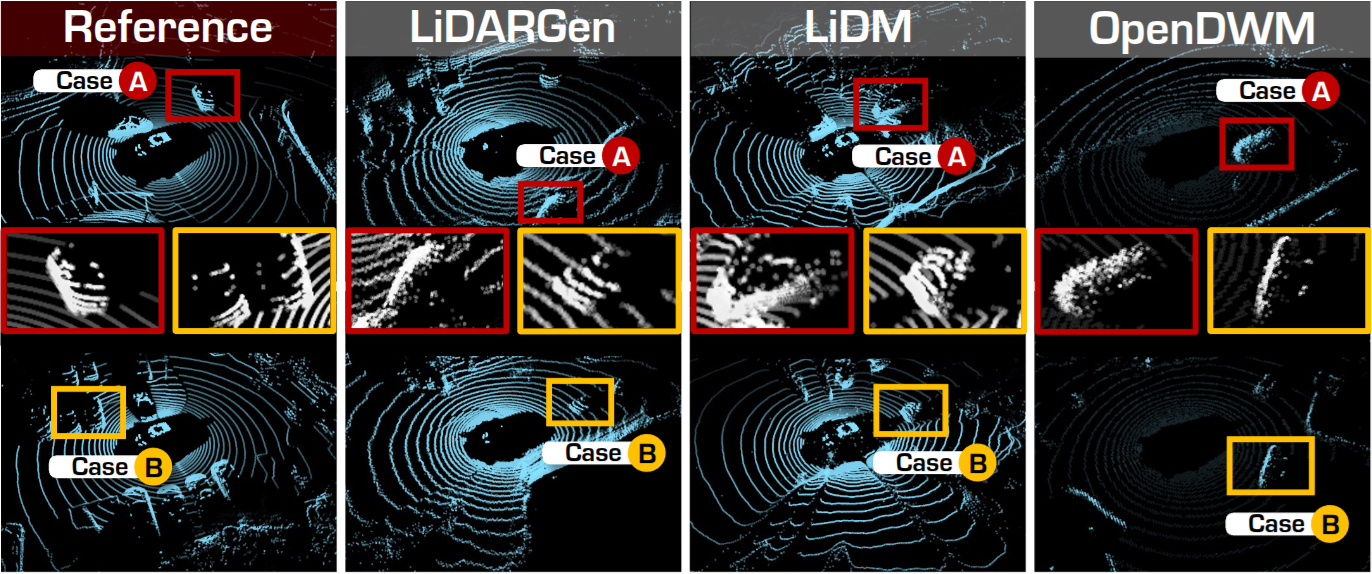 Reference
LiDARGen
LiDM
OpenDWM
Case A
Case A
Case A
Case A
Case B
Case B
Case B
Case B